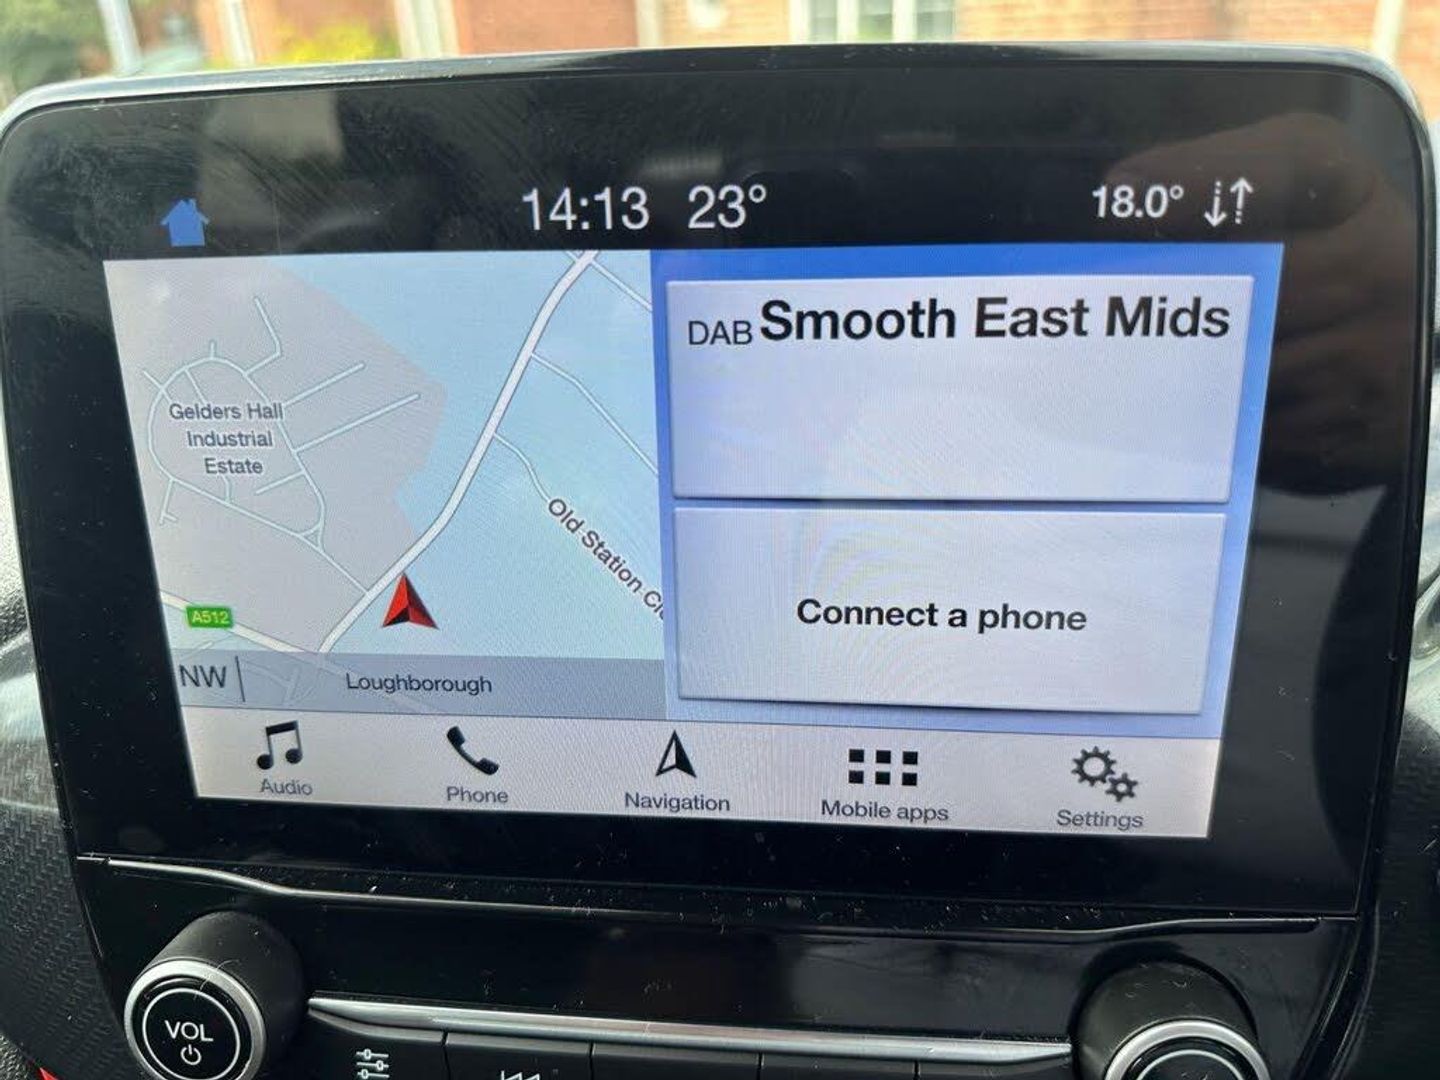 14:13 23° 18.0°
DAB Smooth East Mids
Gelders Hall
Industrial
Estate
Old Station Cl
A512
Connect a phone
NW
Loughborough
Audio
Phone
Navigation
Mobile apps
Settings
VOL